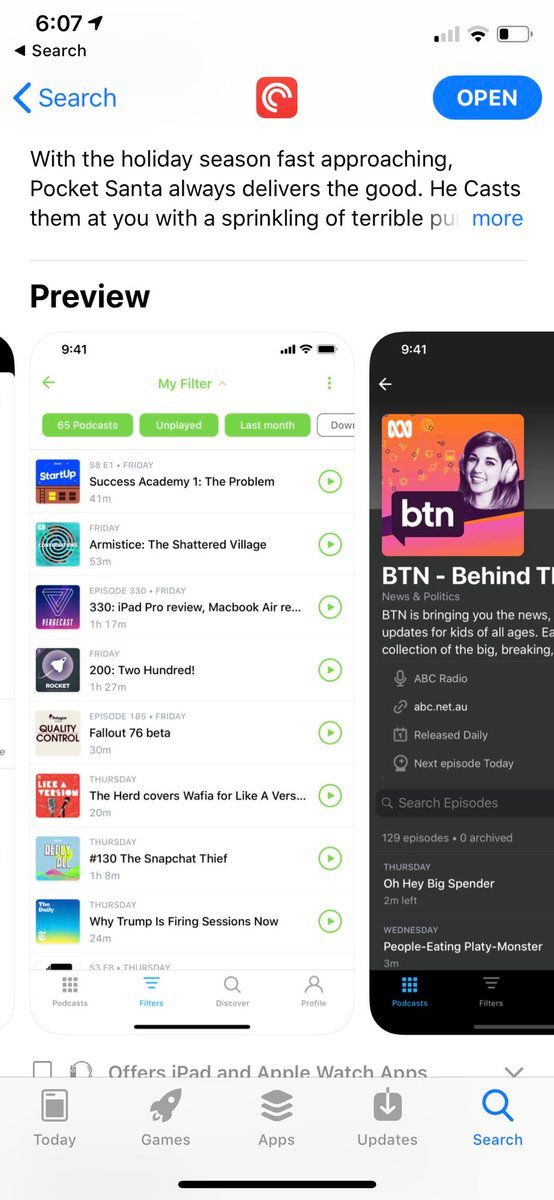 6:07
Search
Search
OPEN
With the holiday season fast approaching,
Pocket Santa always delivers the good. He Casts
them at you with a sprinkling of terrible pu more
Preview
9:41
My Filter
65 Podcasts Unplayed Last month Down
StartUp
S8 E1 • FRIDAY
Success Academy 1: The Problem
41m
CONVERSATIONS
FRIDAY
Armistice: The Shattered Village
53m
VERGECAST
EPISODE 330 • FRIDAY
330: iPad Pro review, Macbook Air re...
1h 17m
ROCKET
FRIDAY
200: Two Hundred!
1h 27m
Polygon
QUALITY
CONTROL
EPISODE 185 • FRIDAY
Fallout 76 beta
30m
LIKE A
VERSION
THURSDAY
The Herd covers Wafia for Like A Vers...
20m
REPLY
ALL
THURSDAY
#130 The Snapchat Thief
1h 8m
The
Daily
THURSDAY
Why Trump Is Firing Sessions Now
24m
S3 E8 • THURSDAY
Podcasts Filters Discover Profile
9:41
btn
BTN - Behind T
News & Politics
BTN is bringing you the news,
updates for kids of all ages. Ea
collection of the big, breaking,
ABC Radio
abc.net.au
Released Daily
Next episode Today
Search Episodes
129 episodes • 0 archived
THURSDAY
Oh Hey Big Spender
2m left
WEDNESDAY
People-Eating Platy-Monster
3m
Podcasts Filters
e
Offers iPad and Apple Watch Apps
Today Games Apps Updates Search